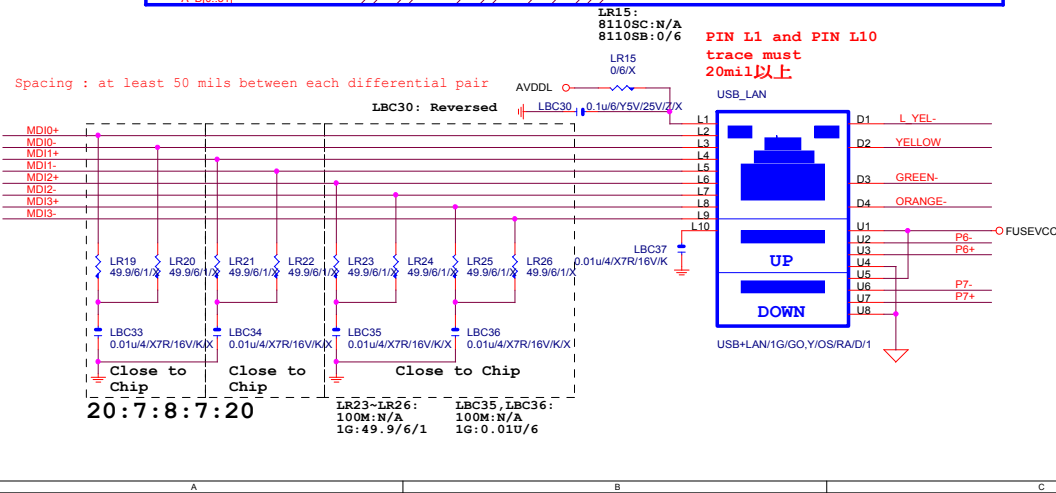 LR15:
8110SC:N/A
8110SB:0/6
PIN L1 and PIN L10
trace must
20mil以上
Spacing : at least 50 mils between each differential pair
LR15
0/6/X
AVDDL
LBC30: Reversed
LBC30
0.1u/6/Y5V/25V/Z/X
USB_LAN
MDI0+
MDI0-
MDI1+
MDI1-
MDI2+
MDI2-
MDI3+
MDI3-
L1
L2
L3
L4
L5
L6
L7
L8
L9
L10
D1
L_YEL-
D2
YELLOW
D3
GREEN-
D4
ORANGE-
U1
U2
U3
U4
U5
U6
U7
U8
FUSEVCC
P6-
P6+
P7-
P7+
UP
DOWN
USB+LAN/1G/GO,Y/OS/RA/D/1
LBC37
0.01u/4/X7R/16V/K
LR19
49.9/6/1/X
LR20
49.9/6/1/X
LR21
49.9/6/1/X
LR22
49.9/6/1/X
LR23
49.9/6/1/X
LR24
49.9/6/1/X
LR25
49.9/6/1/X
LR26
49.9/6/1/X
LBC33
0.01u/4/X7R/16V/K/X
LBC34
0.01u/4/X7R/16V/K/X
LBC35
0.01u/4/X7R/16V/K/X
LBC36
0.01u/4/X7R/16V/K/X
Close to
Chip
Close to
Chip
Close to Chip
20:7:8:7:20
LR23~LR26:
100M:N/A
1G:49.9/6/1
LBC35,LBC36:
100M:N/A
1G:0.01U/6
A
B
C